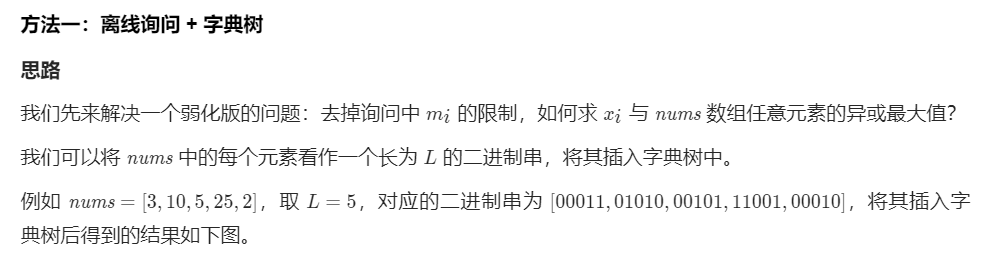 方法一：离线询问 + 字典树
思路
我们先来解决一个弱化版的问题：去掉询问中 mᵢ 的限制，如何求 xᵢ 与 nums 数组任意元素的异或最大值？
我们可以将 nums 中的每个元素看作一个长为 L 的二进制串，将其插入字典树中。
例如 nums = [3, 10, 5, 25, 2]，取 L = 5，对应的二进制串为 [00011, 01010, 00101, 11001, 00010]，将其插入字
典树后得到的结果如下图。